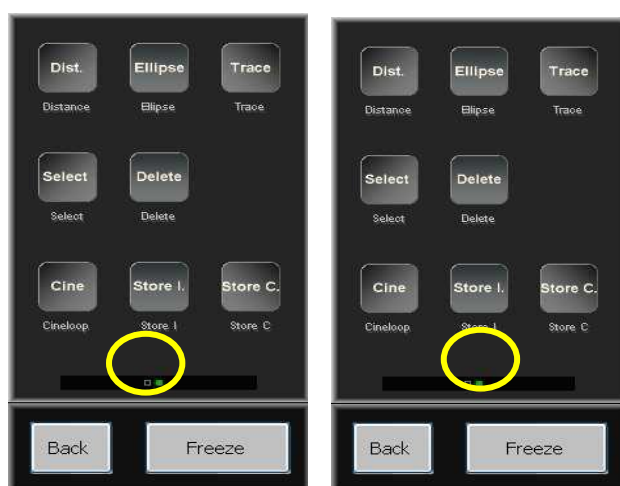 Dist. Ellipse Trace
Distance Ellipse Trace
Select Delete
Select Delete
Cine Store I. Store C.
Cineloop Store I Store C
Back Freeze
Dist. Ellipse Trace
Distance Ellipse Trace
Select Delete
Select Delete
Cine Store I. Store C.
Cineloop Store I Store C
Back Freeze